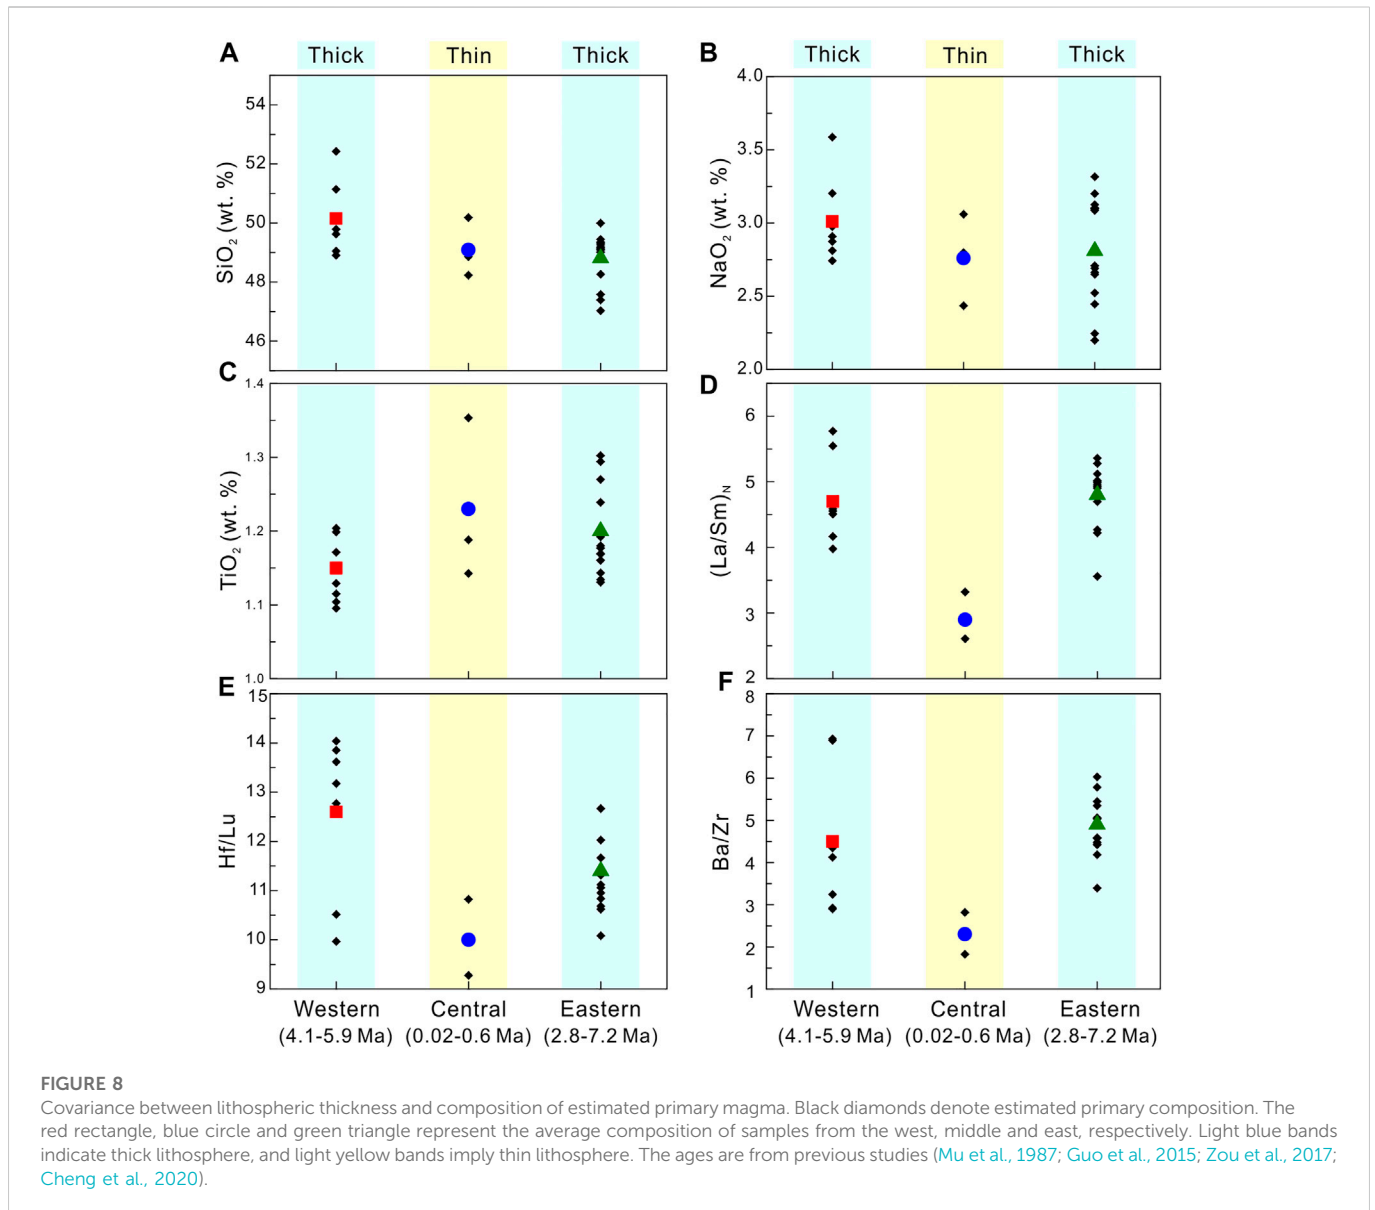 A
Thick
Thin
Thick
SiO2 (wt. %)
54
52
50
48
46
B
Thick
Thin
Thick
NaO2 (wt. %)
4.0
3.5
3.0
2.5
2.0
C
TiO2 (wt. %)
1.4
1.3
1.2
1.1
1.0
D
(La/Sm)N
6
5
4
3
2
E
Hf/Lu
15
14
13
12
11
10
9
F
Ba/Zr
8
7
6
5
4
3
2
1
Western
Central
Eastern
(4.1-5.9 Ma)
(0.02-0.6 Ma)
(2.8-7.2 Ma)
Western
Central
Eastern
(4.1-5.9 Ma)
(0.02-0.6 Ma)
(2.8-7.2 Ma)
FIGURE 8
Covariance between lithospheric thickness and composition of estimated primary magma. Black diamonds denote estimated primary composition. The
red rectangle, blue circle and green triangle represent the average composition of samples from the west, middle and east, respectively. Light blue bands
indicate thick lithosphere, and light yellow bands imply thin lithosphere. The ages are from previous studies (Mu et al., 1987; Guo et al., 2015; Zou et al., 2017;
Cheng et al., 2020).